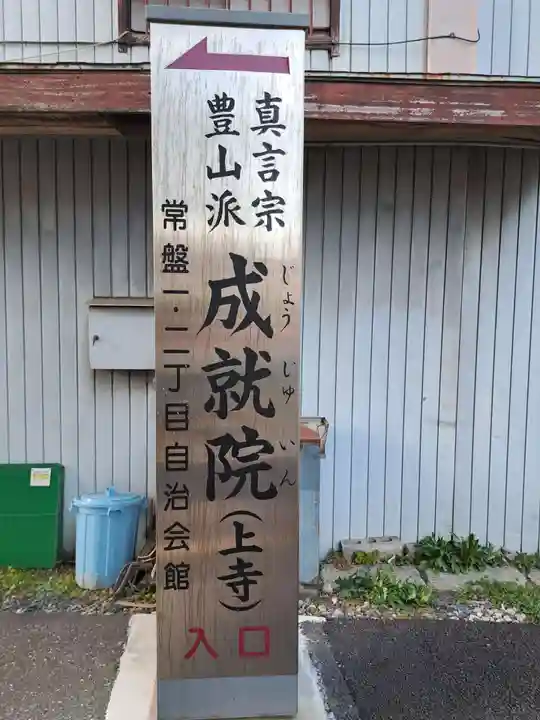 真言宗
豊山派
成就院(上寺)
じょうじゅいん
常盤一・二丁目自治会館
入口